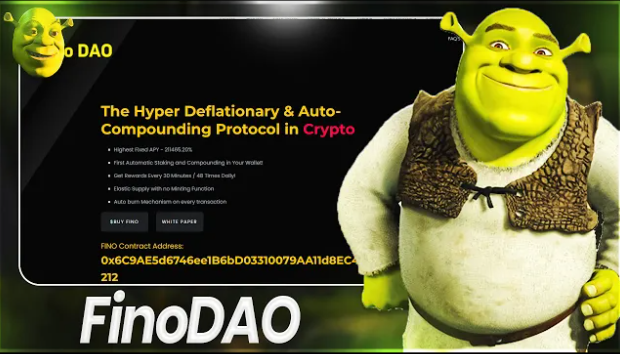 o DAO
FAQ'S
The Hyper Deflationary & Auto-
Compounding Protocol in Crypto
Highest Fixed APY - 211485.20%
First Automatic Staking and Compounding in Your Wallet
Get Rewards Every 30 Minutes / 48 Times Daily!
Elastic Supply with no Minting Function
Auto burn Mechanism on every transaction
$BUY FINO
WHITE PAPER
FINO Contract Address:
0x6C9AE5d6746ee1B6bD03310079AA11d8EC4
212
FinoDAO